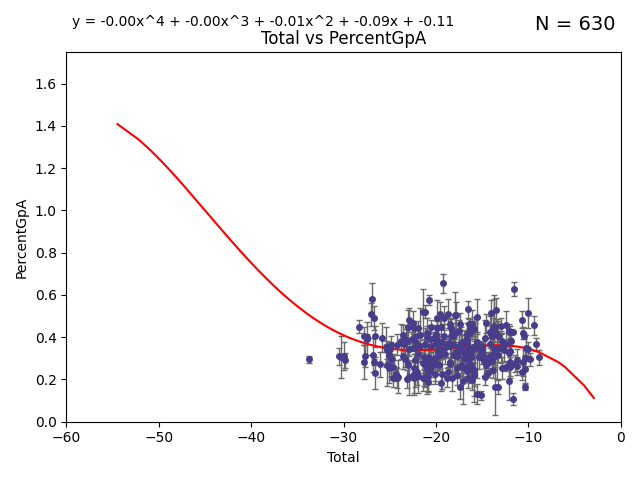 y = -0.00x^4 + -0.00x^3 + -0.01x^2 + -0.09x + -0.11
N = 630
Total vs PercentGpA
1.6
1.4
1.2
1.0
0.8
0.6
0.4
0.2
0.0
PercentGpA
−60 −50 −40 −30 −20 −10 0
Total